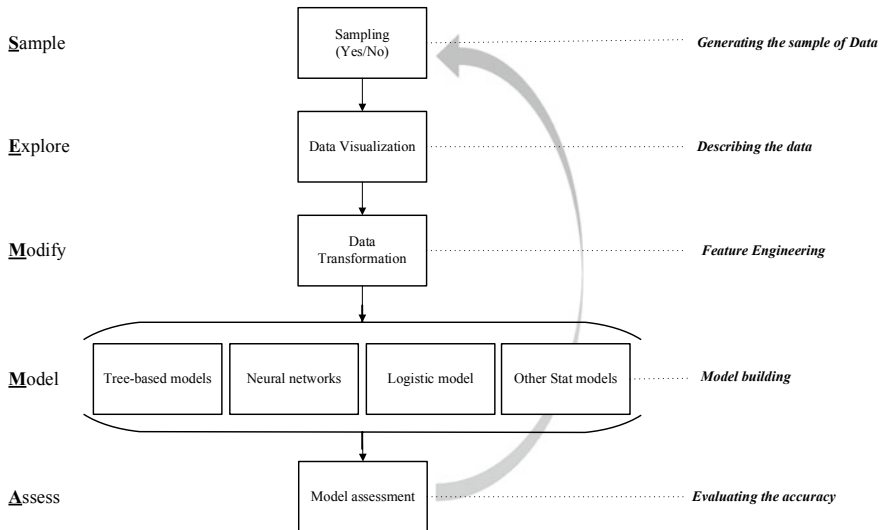 Sample
Sampling
(Yes/No)
Generating the sample of Data
Explore
Data Visualization
Describing the data
Modify
Data
Transformation
Feature Engineering
Model
Tree-based models
Neural networks
Logistic model
Other Stat models
Model building
Assess
Model assessment
Evaluating the accuracy